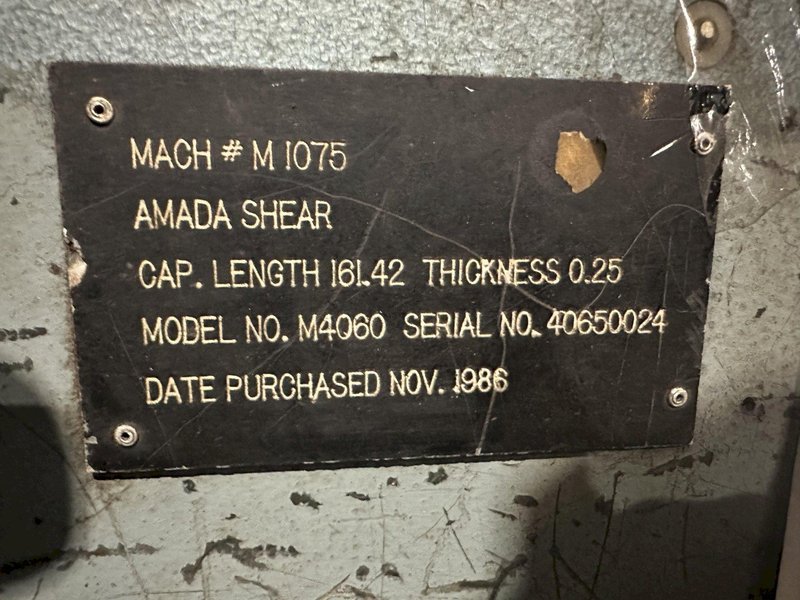 MACH # M 1075
AMADA SHEAR
CAP. LENGTH 161.42 THICKNESS 0.25
MODEL NO. M4060 SERIAL NO. 40650024
DATE PURCHASED NOV. 1986